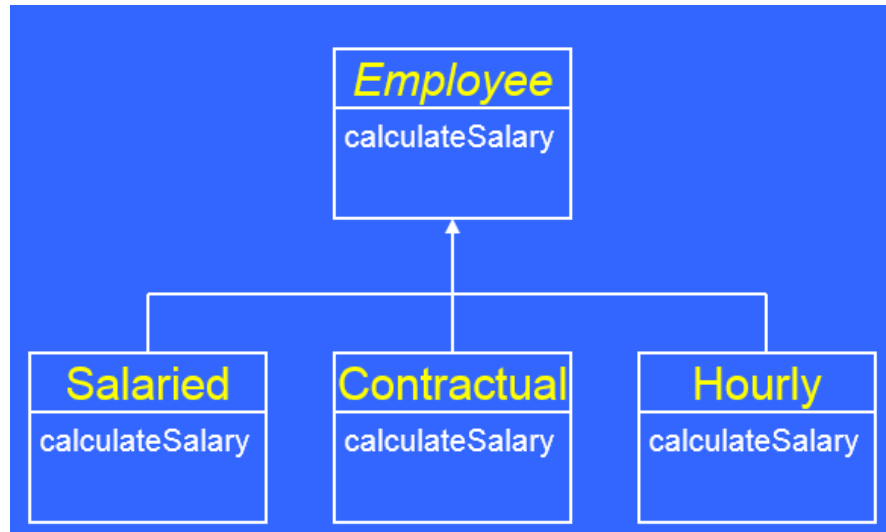 Employee
calculateSalary
Salaried
calculateSalary
Contractual
calculateSalary
Hourly
calculateSalary